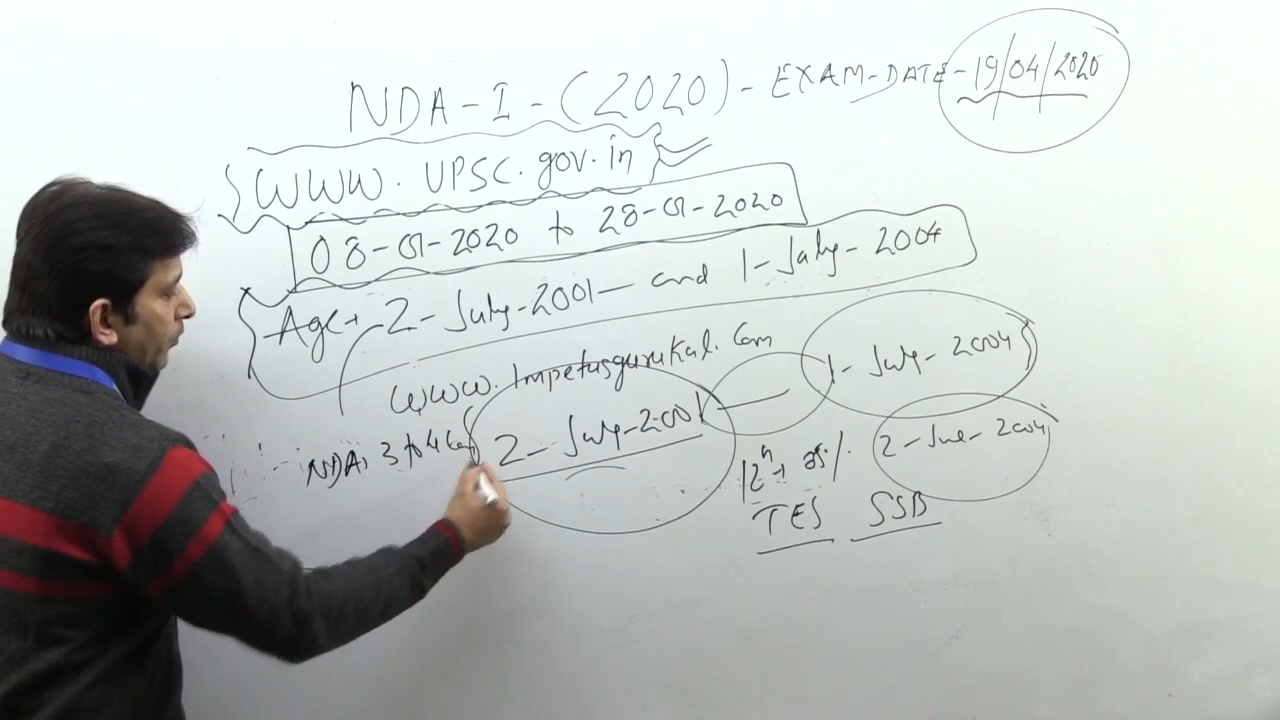 NDA-I-(2020)-EXAM-DATE-19/04/2020
WWW.UPSC.gov.in
08-01-2020 to 28-01-2020
Age→ 2-July-2001- and 1-July-2004
www.Impetusgurukul.Com
1-July-2004
2-July-2001
NDA, 3 to 4
12th→ 85%
2-Jul-2004
TES SSB